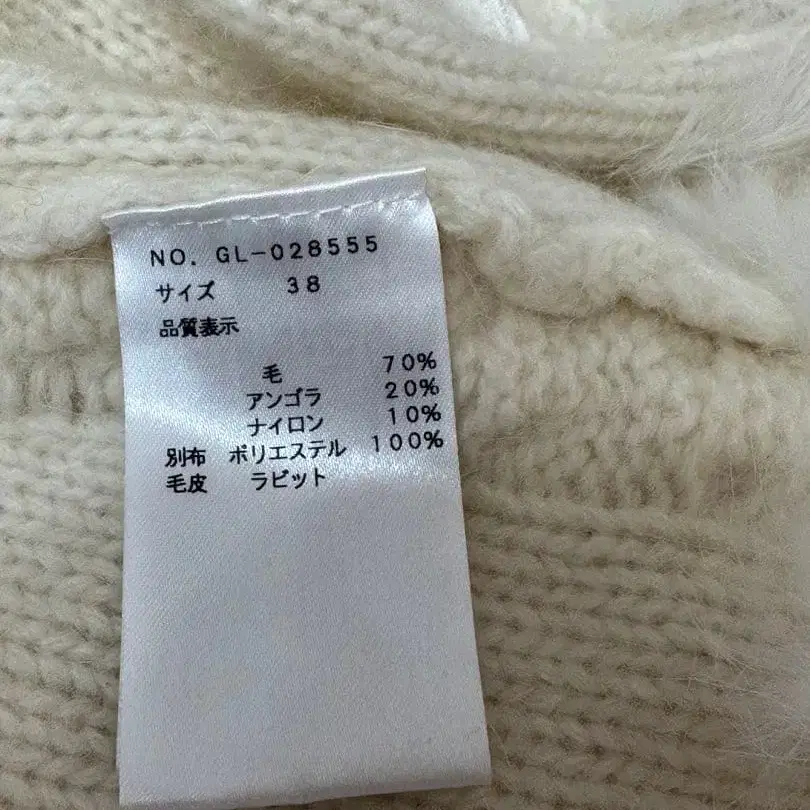 NO. GL-028555
サイズ 38
品質表示
毛 70%
アンゴラ 20%
ナイロン 10%
別布 ポリエステル 100%
毛皮 ラビット